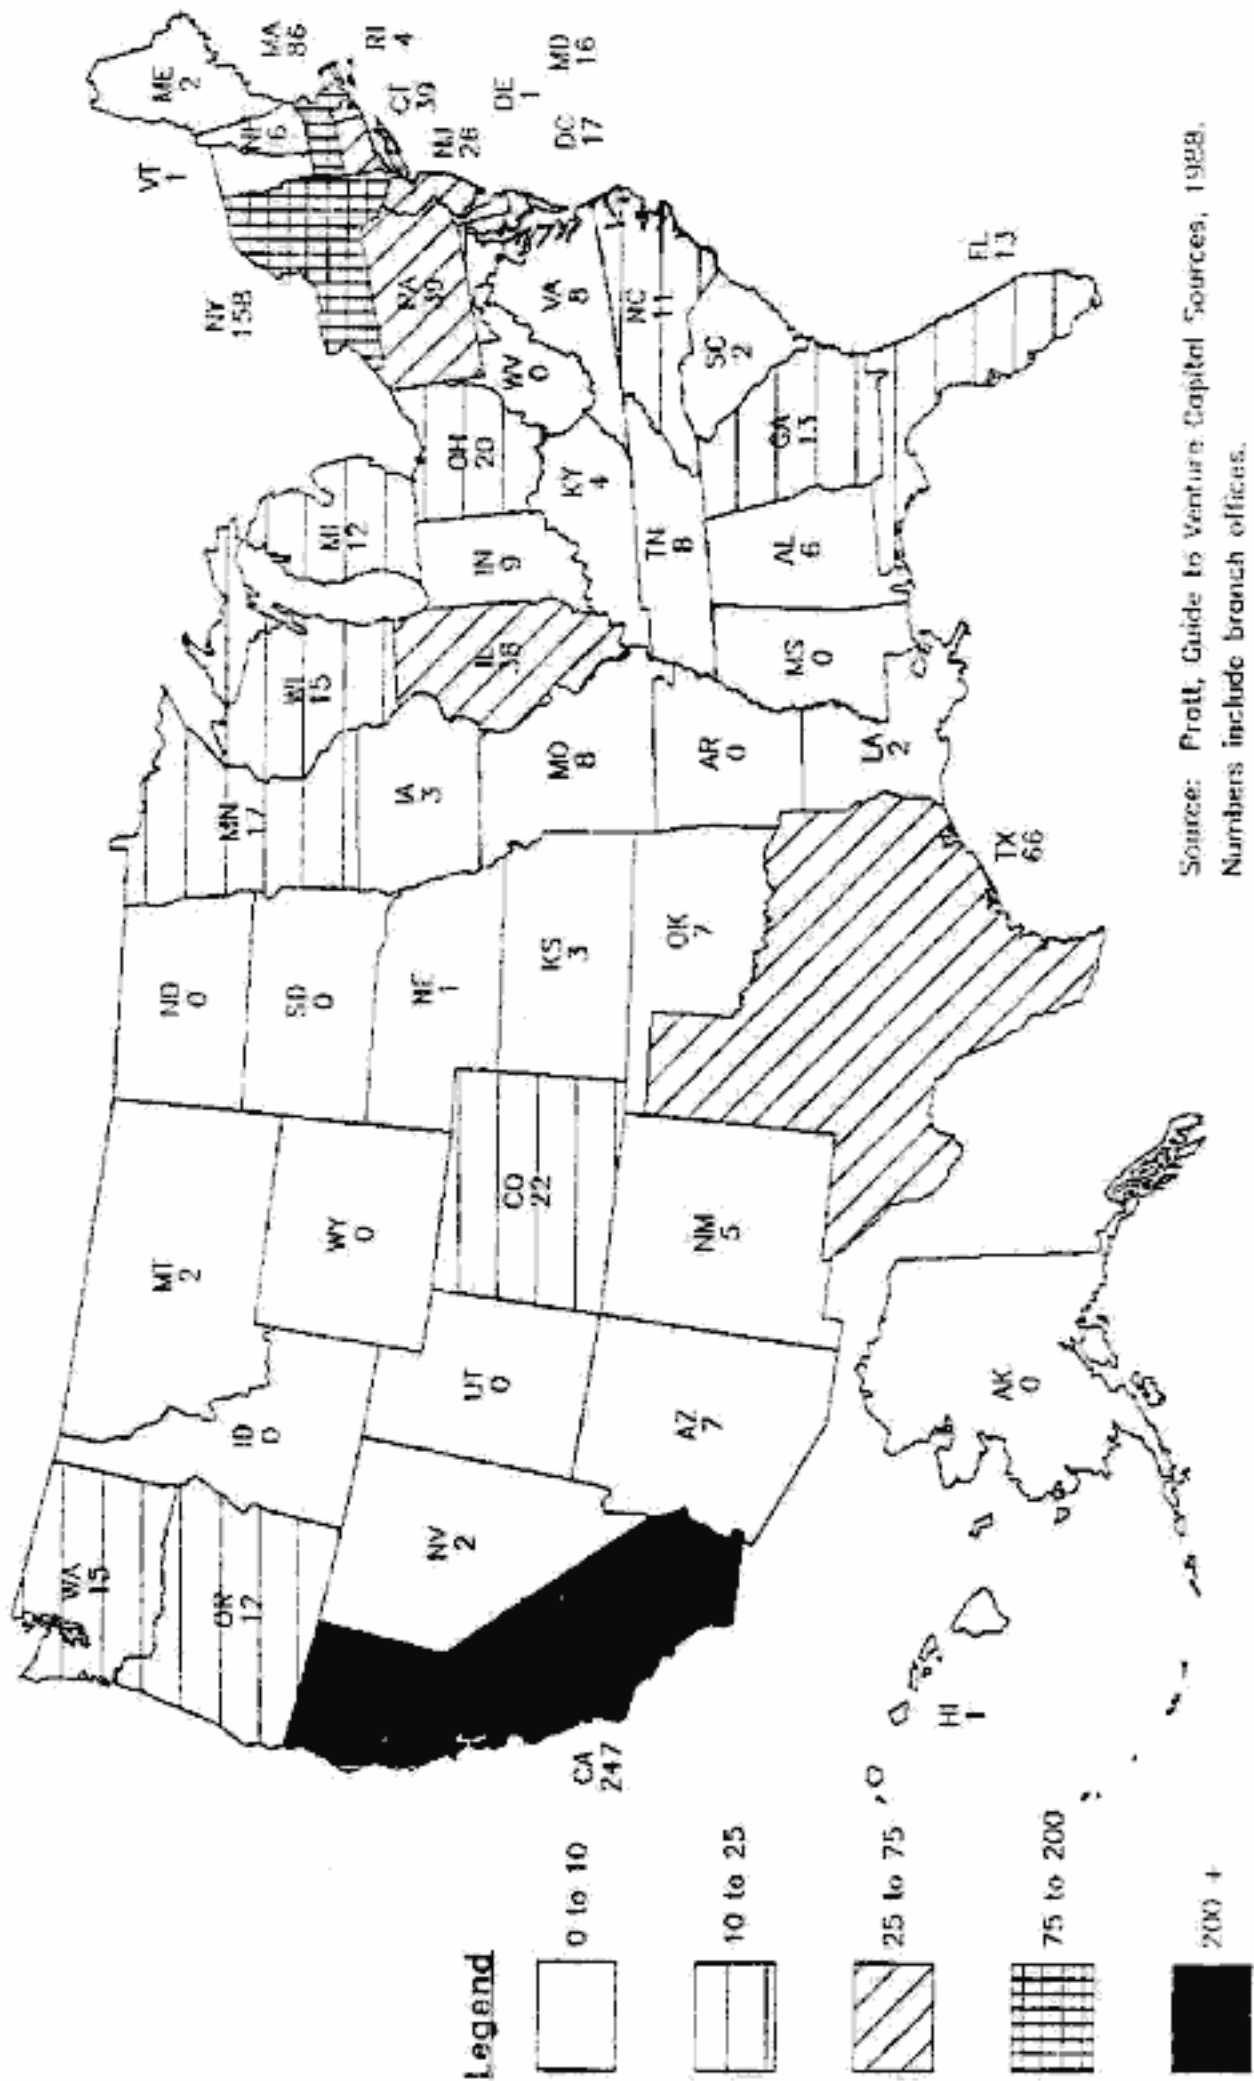 WA
15
OR
12
CA
247
NV
2
ID
0
MT
2
WY
0
UT
0
AZ
7
CO
22
NM
5
ND
0
SD
0
NE
1
KS
3
OK
7
TX
66
MN
17
IA
3
MO
8
AR
0
LA
2
WI
15
IL
38
MI
12
IN
9
OH
20
KY
4
TN
8
MS
0
AL
6
GA
13
FL
13
SC
2
NC
11
VA
8
WV
0
PA
39
NY
158
VT
1
NH
6
ME
2
MA
86
RI
4
CT
39
NJ
26
DE
1
MD
16
DC
17
AK
0
HI
1
Legend
0 to 10
10 to 25
25 to 75
75 to 200
200 +
Source: Pratt, Guide to Venture Capital Sources, 1988.
Numbers include branch offices.